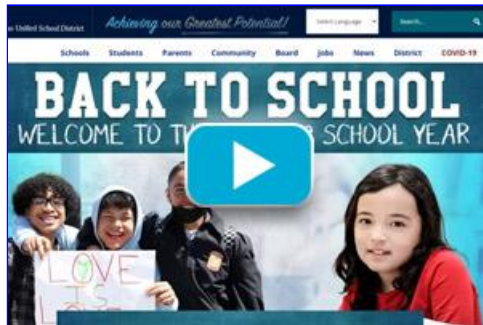 Unified School District
Achieving our Greatest Potential!
Select Language
Search...
Schools Students Parents Community Board Jobs News District COVID-19
BACK TO SCHOOL
WELCOME TO SCHOOL YEAR
LOVE
IS